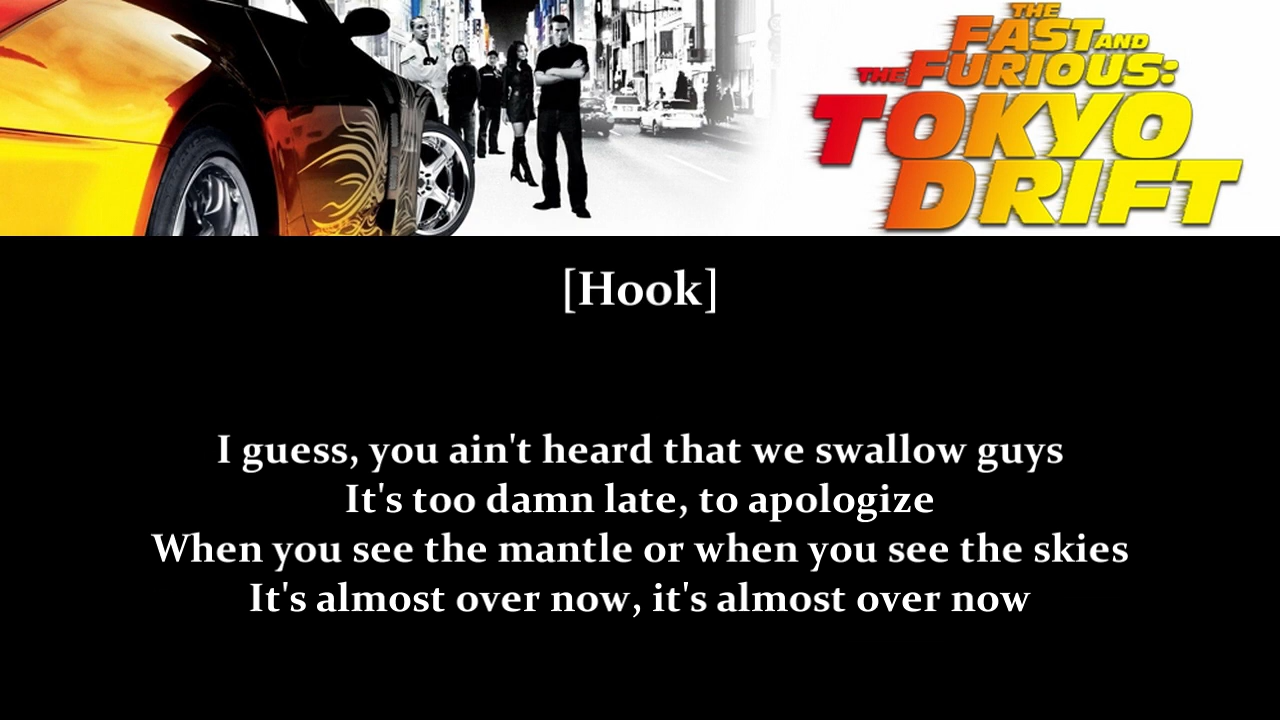 THE
FAST AND
THE FURIOUS:
TOKYO
DRIFT
[Hook]
I guess, you ain't heard that we swallow guys
It's too damn late, to apologize
When you see the mantle or when you see the skies
It's almost over now, it's almost over now